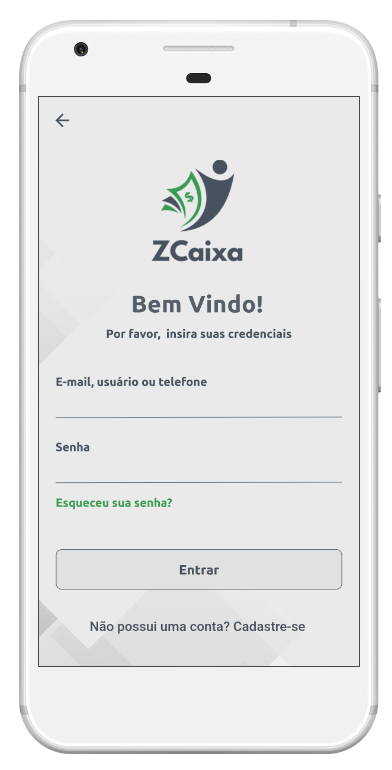 ZCaixa
Bem Vindo!
Por favor, insira suas credenciais
E-mail, usuário ou telefone
Senha
Esqueceu sua senha?
Entrar
Não possui uma conta? Cadastre-se